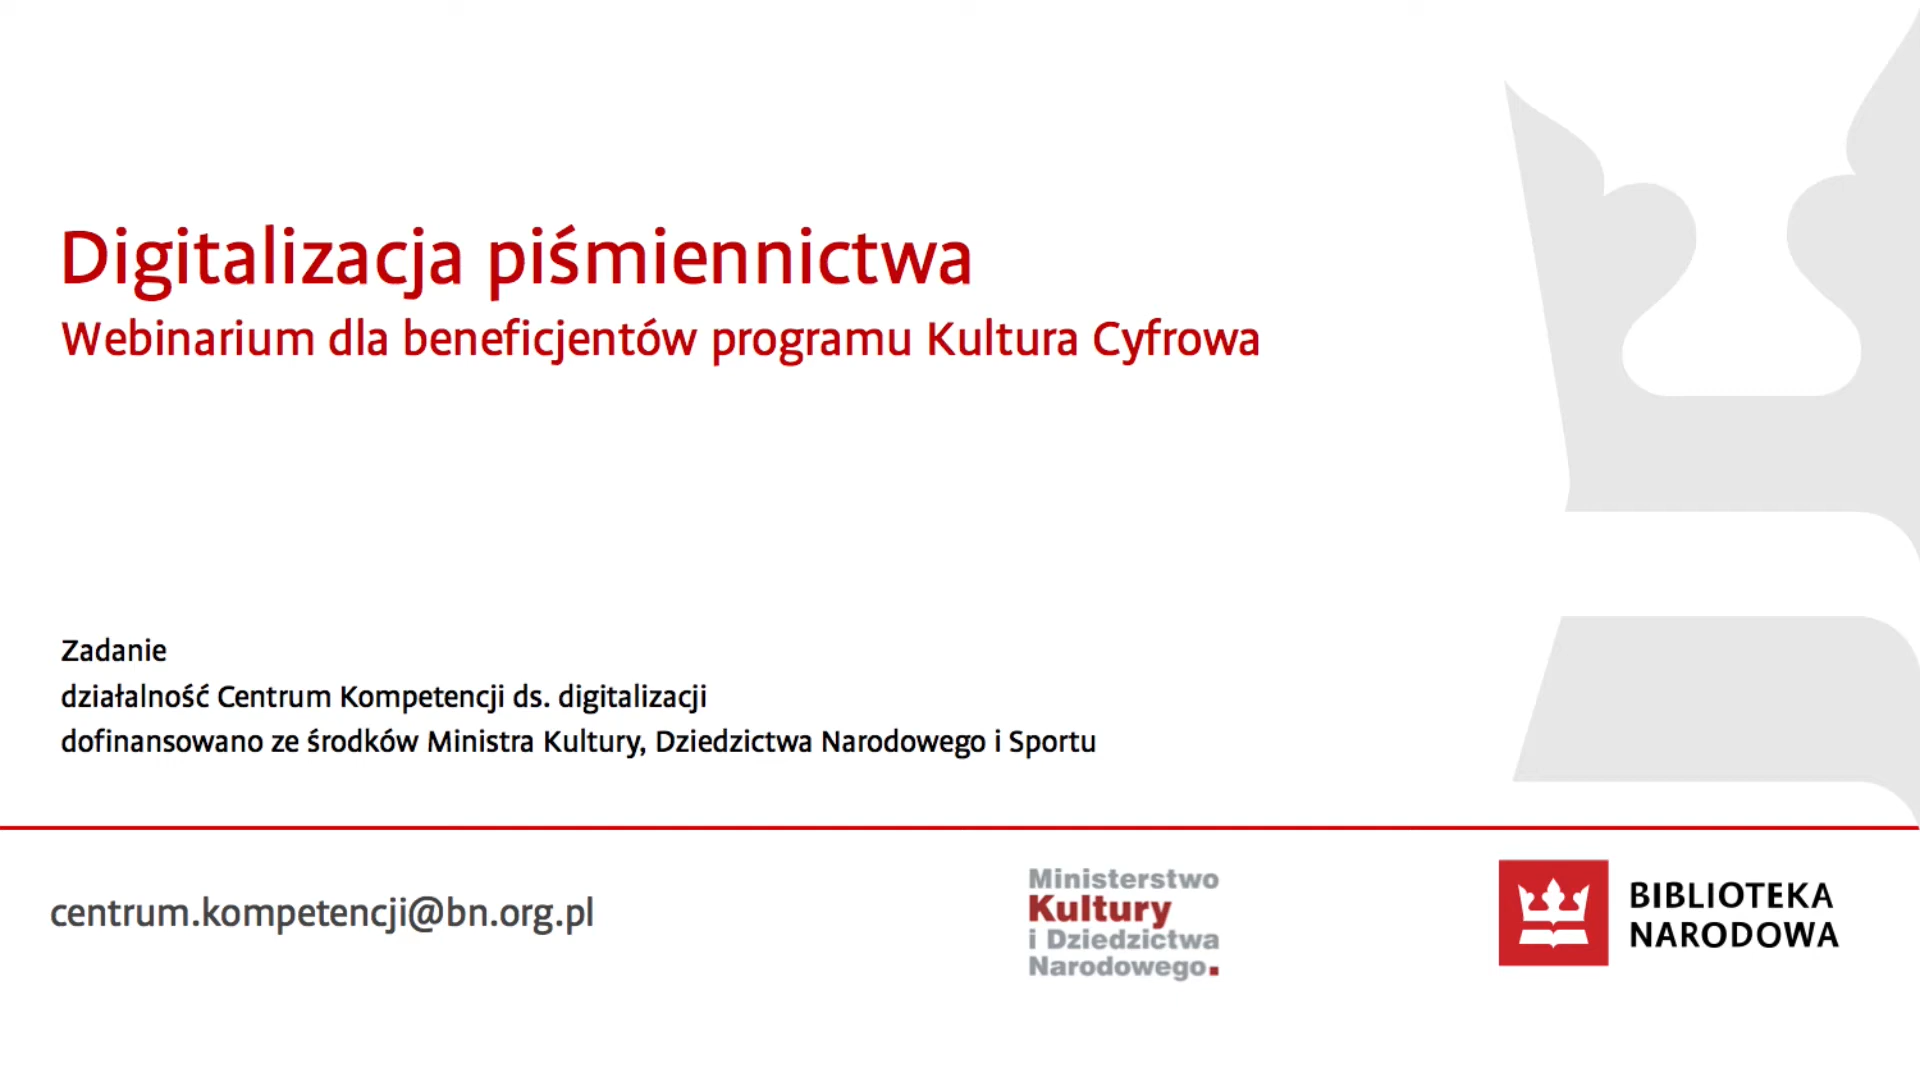 Digitalizacja piśmiennictwa
Webinarium dla beneficjentów programu Kultura Cyfrowa
Zadanie
działalność Centrum Kompetencji ds. digitalizacji
dofinansowano ze środków Ministra Kultury, Dziedzictwa Narodowego i Sportu
centrum.kompetencji@bn.org.pl
Ministerstwo
Kultury
i Dziedzictwa
Narodowego.
BIBLIOTEKA
NARODOWA